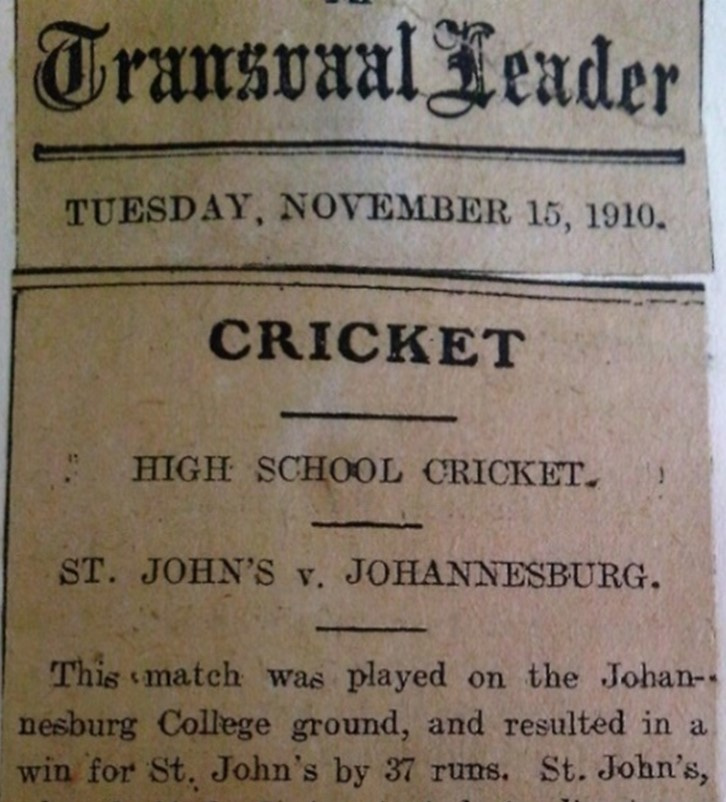 Transvaal Leader
TUESDAY, NOVEMBER 15, 1910.
CRICKET
HIGH SCHOOL CRICKET.
ST. JOHN'S v. JOHANNESBURG.
This match was played on the Johan-
nesburg College ground, and resulted in a
win for St. John's by 37 runs. St. John's,